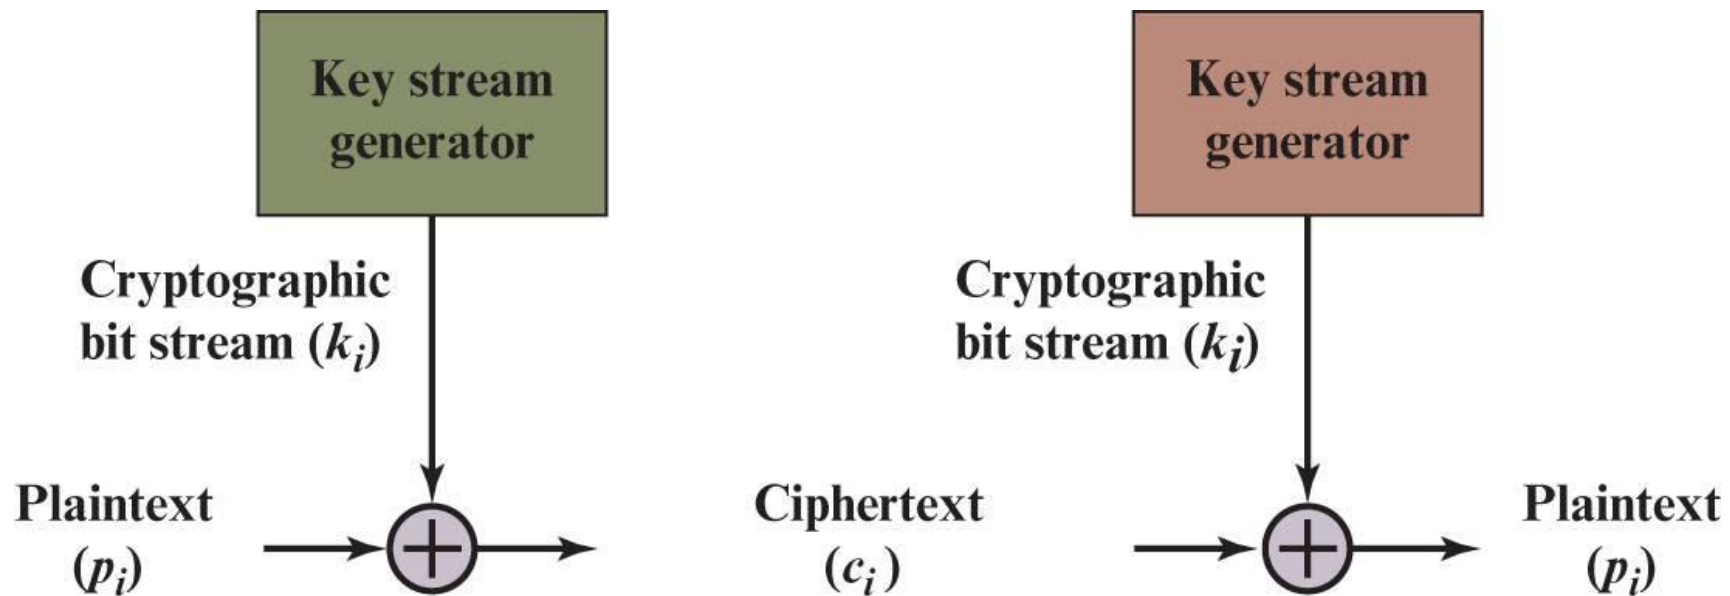 Key stream
generator
Key stream
generator
Cryptographic
bit stream (kᵢ)
Cryptographic
bit stream (kᵢ)
Plaintext
(pᵢ)
Ciphertext
(cᵢ)
Plaintext
(pᵢ)